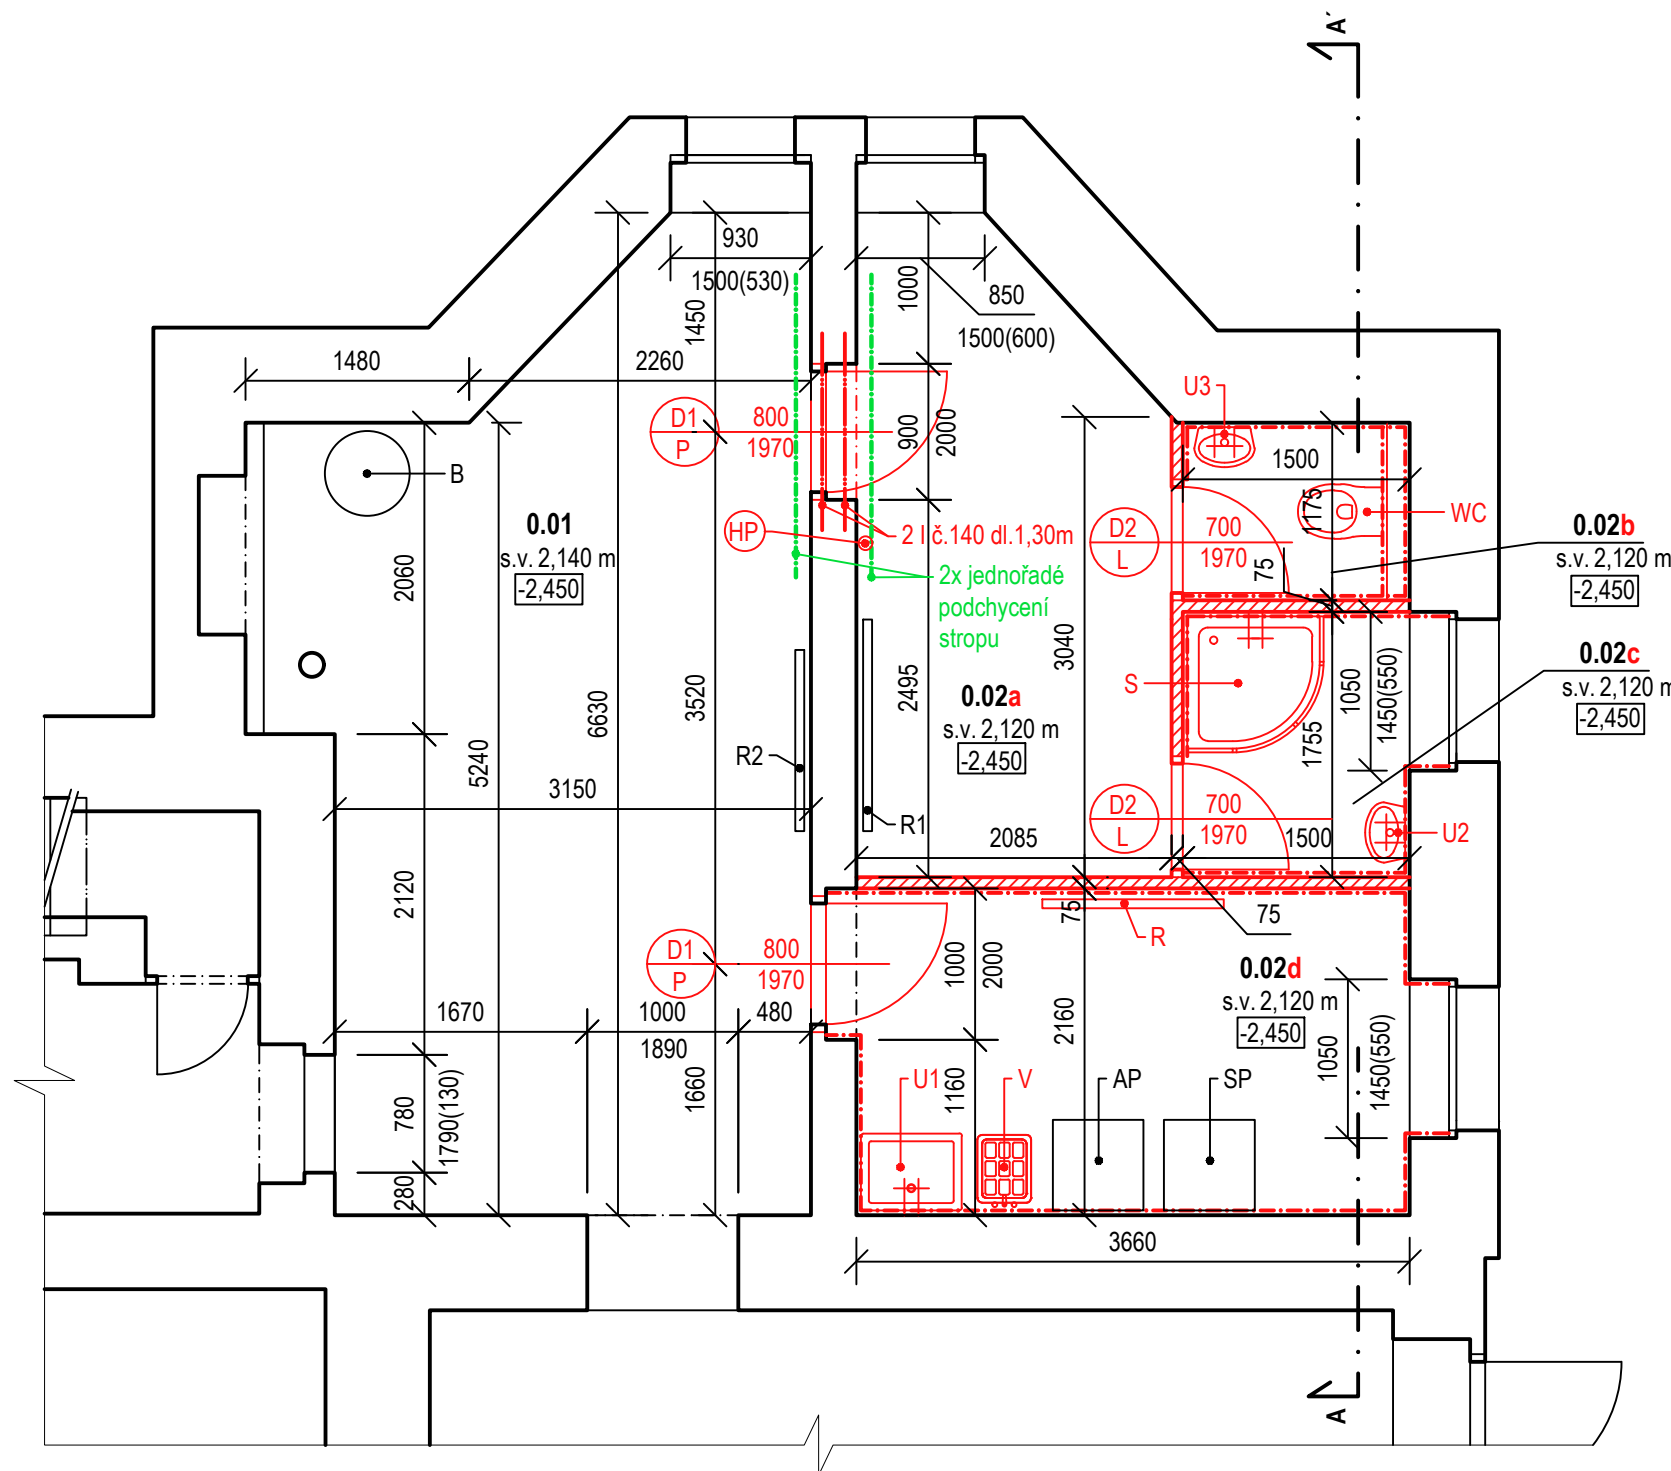 A'
930
1500(530)
1450
1000
850
1500(600)
1480
2260
U3
D1
P
800
1970
900
2000
1500
1175
WC
B
0.01
s.v. 2,140 m
-2,450
HP
2 I č.140 dl.1,30m
D2
L
700
1970
75
0.02b
s.v. 2,120 m
-2,450
2x jednořadé
podchycení
stropu
2060
3040
0.02c
s.v. 2,120 m
-2,450
S
1050
1450(550)
1755
2495
0.02a
s.v. 2,120 m
-2,450
6630
3520
5240
R2
3150
R1
D2
L
700
1970
2085
1500
U2
2120
75
75
R
D1
P
800
1970
1000
2000
0.02d
s.v. 2,120 m
-2,450
1670
1000
480
1890
2160
1050
1450(550)
780
1790(130)
280
1660
1160
U1
V
AP
SP
3660
A